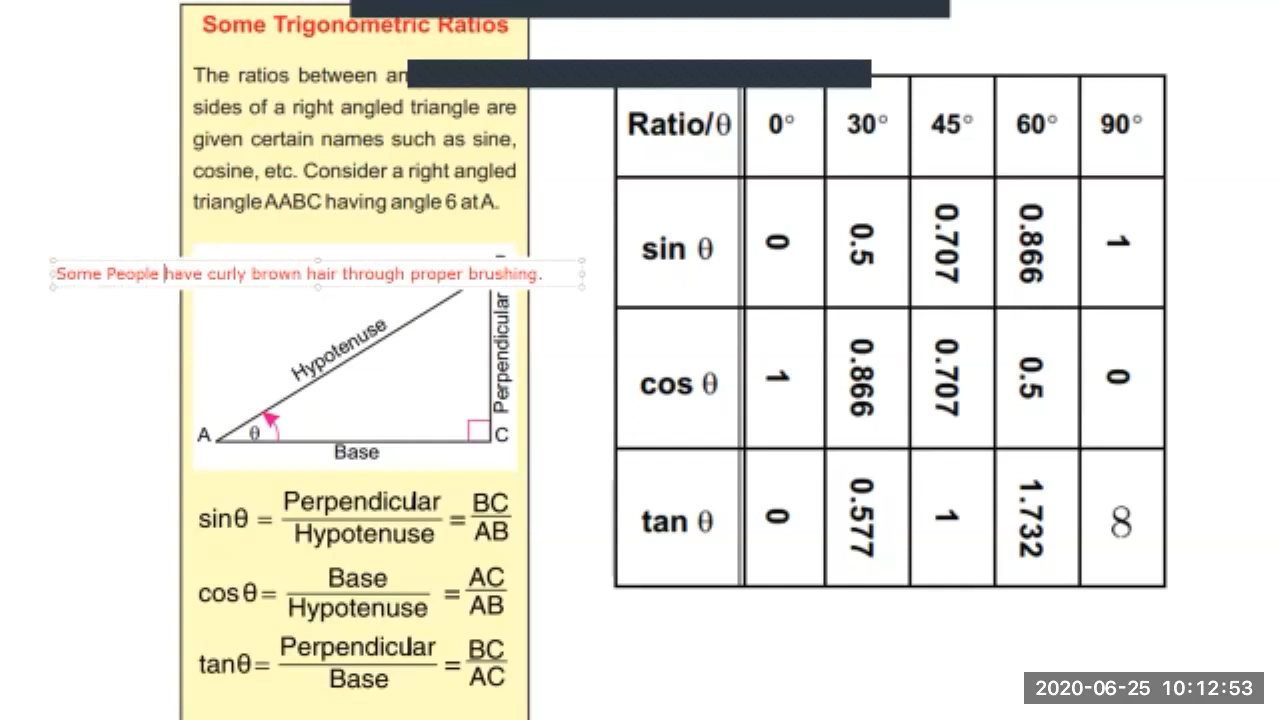 Some Trigonometric Ratios
The ratios between
sides of a right angled triangle are
given certain names such as sine,
cosine, etc. Consider a right angled
triangle AABC having angle 6 at A.
Some People have curly brown hair through proper brushing.
Hypotenuse
Perpendicular
A
θ
C
Base
sinθ = Perpendicular / Hypotenuse = BC / AB
cosθ = Base / Hypotenuse = AC / AB
tanθ = Perpendicular / Base = BC / AC
Ratio/θ 0° 30° 45° 60° 90°
sin θ 0 0.5 0.707 0.866 1
cos θ 1 0.866 0.707 0.5 0
tan θ 0 0.577 1 1.732 ∞
2020-06-25 10:12:53